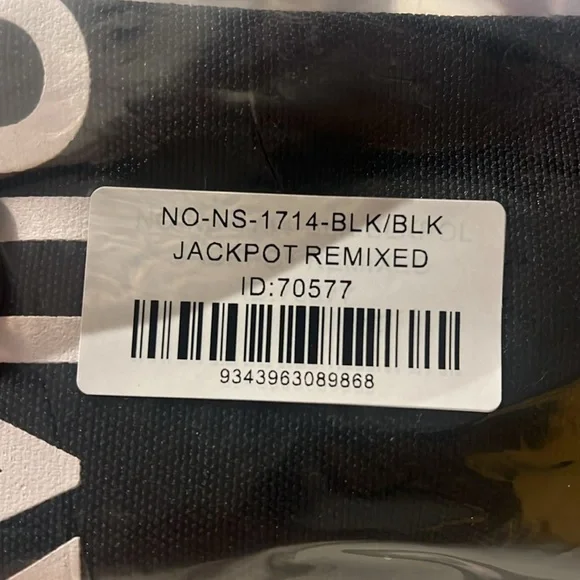 NO-NS-1714-BLK/BLK
JACKPOT REMIXED
ID:70577
9343963089868